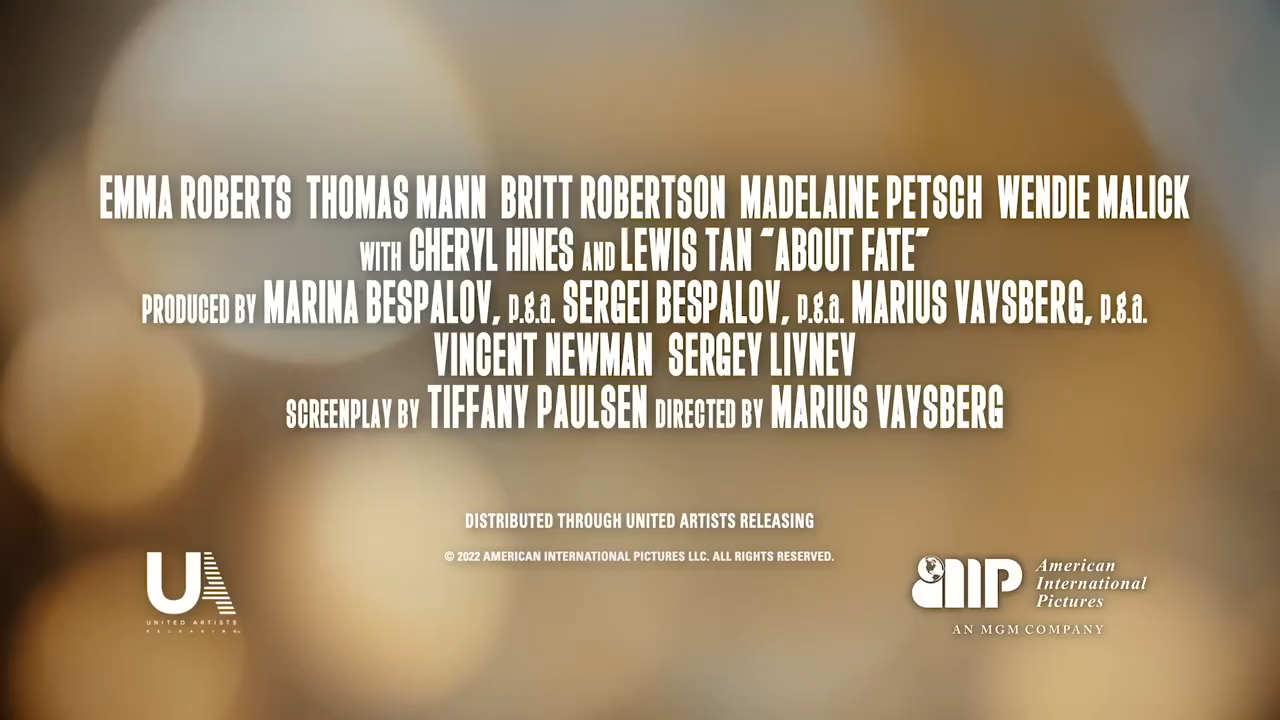 EMMA ROBERTS THOMAS MANN BRITT ROBERTSON MADELAINE PETSCH WENDIE MALICK
WITH CHERYL HINES AND LEWIS TAN "ABOUT FATE"
PRODUCED BY MARINA BESPALOV, p.g.a. SERGEI BESPALOV, p.g.a. MARIUS VAYSBERG, p.g.a.
VINCENT NEWMAN SERGEY LIVNEV
SCREENPLAY BY TIFFANY PAULSEN DIRECTED BY MARIUS VAYSBERG
DISTRIBUTED THROUGH UNITED ARTISTS RELEASING
© 2022 AMERICAN INTERNATIONAL PICTURES LLC. ALL RIGHTS RESERVED.
UA
UNITED ARTISTS
RELEASING
AIP
American
International
Pictures
AN MGM COMPANY